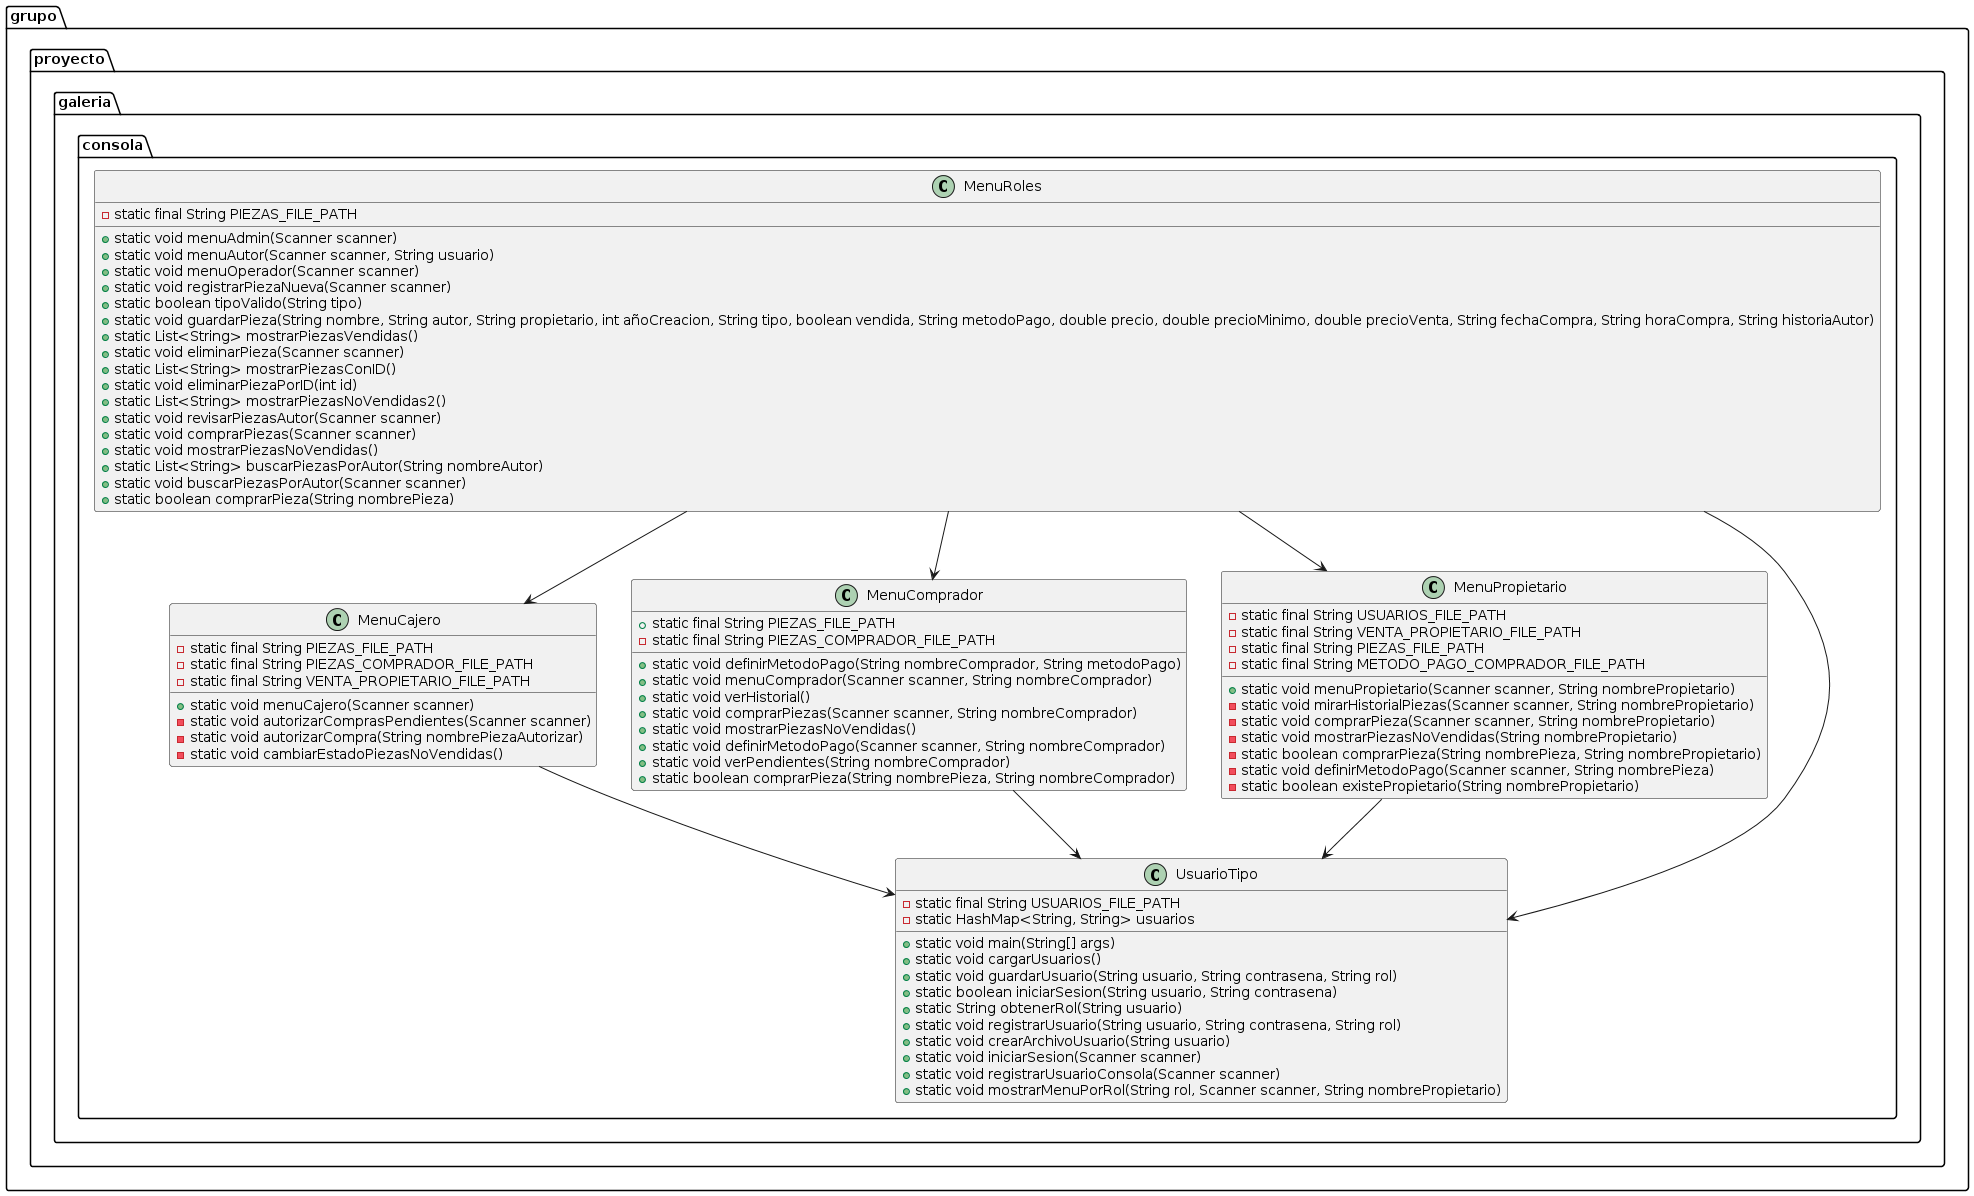 grupo
proyecto
galeria
consola
C MenuRoles
static final String PIEZAS_FILE_PATH
static void menuAdmin(Scanner scanner)
static void menuAutor(Scanner scanner, String usuario)
static void menuOperador(Scanner scanner)
static void registrarPiezaNueva(Scanner scanner)
static boolean tipoValido(String tipo)
static void guardarPieza(String nombre, String autor, String propietario, int añoCreacion, String tipo, boolean vendida, String metodoPago, double precio, double precioMinimo, double precioVenta, String fechaCompra, String horaCompra, String historiaAutor)
static List<String> mostrarPiezasVendidas()
static void eliminarPieza(Scanner scanner)
static List<String> mostrarPiezasConID()
static void eliminarPiezaPorID(int id)
static List<String> mostrarPiezasNoVendidas2()
static void revisarPiezasAutor(Scanner scanner)
static void comprarPiezas(Scanner scanner)
static void mostrarPiezasNoVendidas()
static List<String> buscarPiezasPorAutor(String nombreAutor)
static void buscarPiezasPorAutor(Scanner scanner)
static boolean comprarPieza(String nombrePieza)
C MenuCajero
static final String PIEZAS_FILE_PATH
static final String PIEZAS_COMPRADOR_FILE_PATH
static final String VENTA_PROPIETARIO_FILE_PATH
static void menuCajero(Scanner scanner)
static void autorizarComprasPendientes(Scanner scanner)
static void autorizarCompra(String nombrePiezaAutorizar)
static void cambiarEstadoPiezasNoVendidas()
C MenuComprador
static final String PIEZAS_FILE_PATH
static final String PIEZAS_COMPRADOR_FILE_PATH
static void definirMetodoPago(String nombreComprador, String metodoPago)
static void menuComprador(Scanner scanner, String nombreComprador)
static void verHistorial()
static void comprarPiezas(Scanner scanner, String nombreComprador)
static void mostrarPiezasNoVendidas()
static void definirMetodoPago(Scanner scanner, String nombreComprador)
static void verPendientes(String nombreComprador)
static boolean comprarPieza(String nombrePieza, String nombreComprador)
C MenuPropietario
static final String USUARIOS_FILE_PATH
static final String VENTA_PROPIETARIO_FILE_PATH
static final String PIEZAS_FILE_PATH
static final String METODO_PAGO_COMPRADOR_FILE_PATH
static void menuPropietario(Scanner scanner, String nombrePropietario)
static void mirarHistorialPiezas(Scanner scanner, String nombrePropietario)
static void comprarPieza(Scanner scanner, String nombrePropietario)
static void mostrarPiezasNoVendidas(String nombrePropietario)
static boolean comprarPieza(String nombrePieza, String nombrePropietario)
static void definirMetodoPago(Scanner scanner, String nombrePieza)
static boolean existePropietario(String nombrePropietario)
C UsuarioTipo
static final String USUARIOS_FILE_PATH
static HashMap<String, String> usuarios
static void main(String[] args)
static void cargarUsuarios()
static void guardarUsuario(String usuario, String contrasena, String rol)
static boolean iniciarSesion(String usuario, String contrasena)
static String obtenerRol(String usuario)
static void registrarUsuario(String usuario, String contrasena, String rol)
static void crearArchivoUsuario(String usuario)
static void iniciarSesion(Scanner scanner)
static void registrarUsuarioConsola(Scanner scanner)
static void mostrarMenuPorRol(String rol, Scanner scanner, String nombrePropietario)